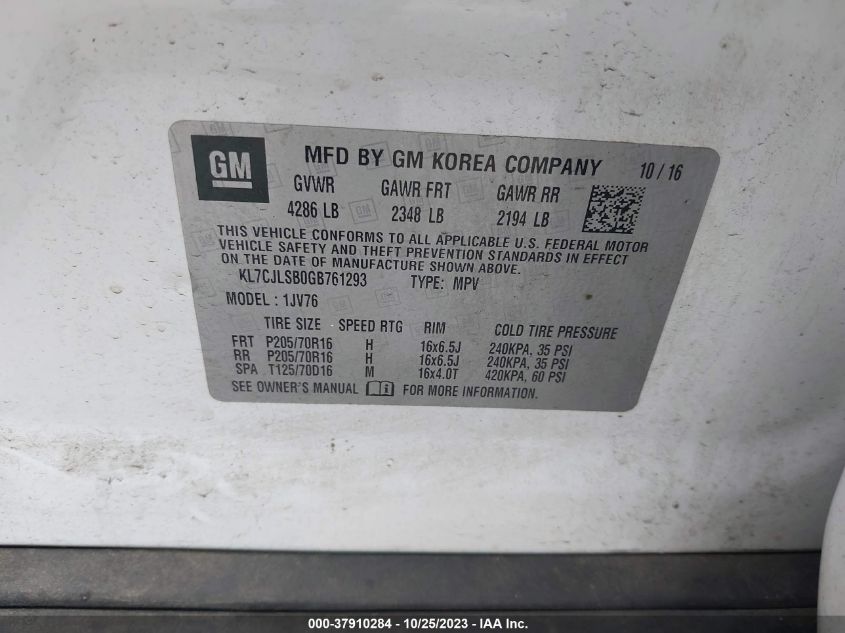 GM
MFD BY GM KOREA COMPANY 10 / 16
GVWR GAWR FRT GAWR RR
4286 LB 2348 LB 2194 LB
THIS VEHICLE CONFORMS TO ALL APPLICABLE U.S. FEDERAL MOTOR
VEHICLE SAFETY AND THEFT PREVENTION STANDARDS IN EFFECT
ON THE DATE OF MANUFACTURE SHOWN ABOVE.
KL7CJLSB0GB761293 TYPE: MPV
MODEL : 1JV76
TIRE SIZE SPEED RTG RIM COLD TIRE PRESSURE
FRT P205/70R16 H 16x6.5J 240KPA, 35 PSI
RR P205/70R16 H 16x6.5J 240KPA, 35 PSI
SPA T125/70D16 M 16x4.0T 420KPA, 60 PSI
SEE OWNER'S MANUAL FOR MORE INFORMATION.
000-37910284 - 10/25/2023 - IAA Inc.